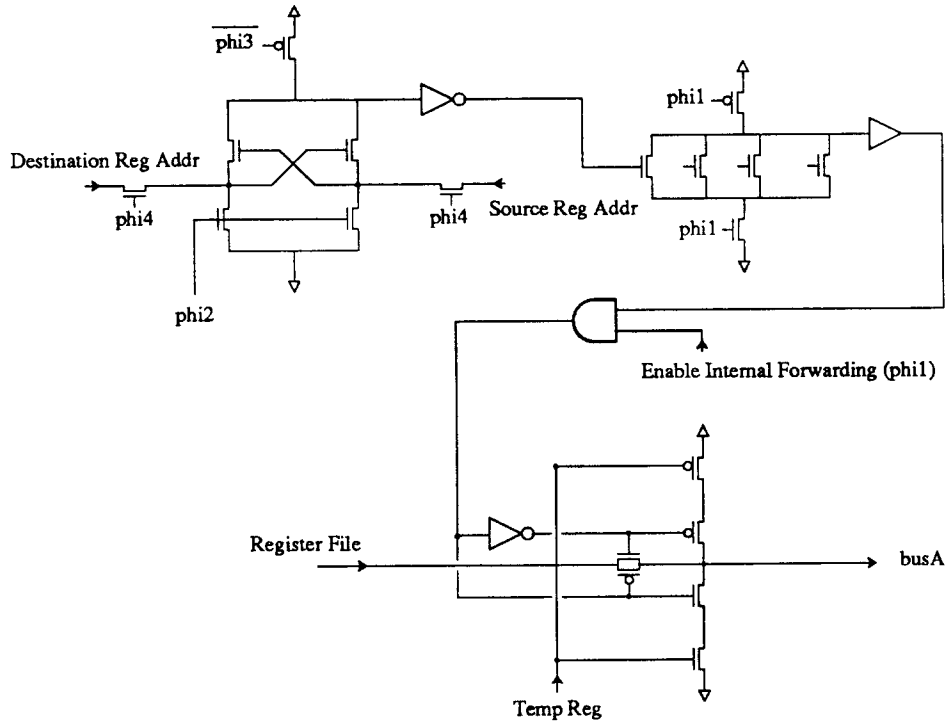 phi3
phi1
Destination Reg Addr
Source Reg Addr
phi4
phi4
phi1
phi2
Enable Internal Forwarding (phi1)
Register File
busA
Temp Reg